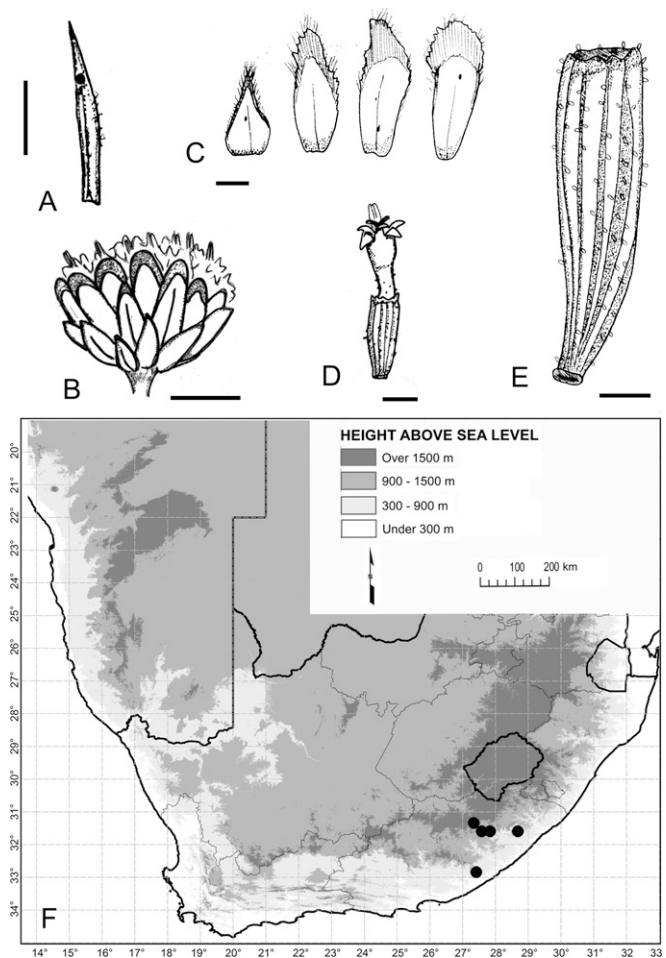 A
C
B
D
E
HEIGHT ABOVE SEA LEVEL
Over 1500 m
900 - 1500 m
300 - 900 m
Under 300 m
0 100 200 km
20°
21°
22°
23°
24°
25°
26°
27°
28°
29°
30°
31°
32°
33°
34°
F
14° 15° 16° 17° 18° 19° 20° 21° 22° 23° 24° 25° 26° 27° 28° 29° 30° 31° 32° 33